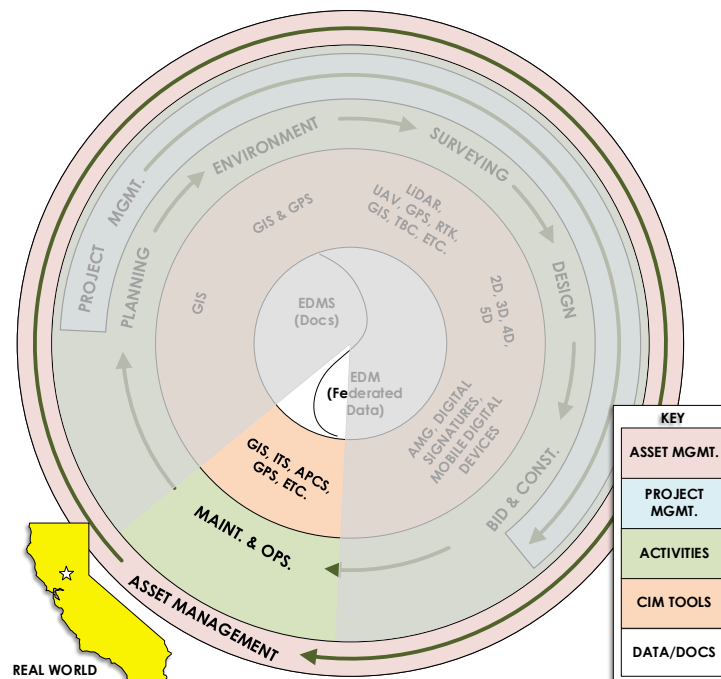 PROJECT MGMT.
PLANNING
ENVIRONMENT
SURVEYING
DESIGN
BID & CONST.
MAINT. & OPS.
ASSET MANAGEMENT
GIS
GIS & GPS
LiDAR,
UAV, GPS, RTK,
GIS, TBC, ETC.
2D, 3D, 4D,
5D
AMG, DIGITAL
SIGNATURES,
MOBILE DIGITAL
DEVICES
GIS, ITS, APCS,
GPS, ETC.
EDMS
(Docs)
EDM
(Federated
Data)
REAL WORLD
KEY
ASSET MGMT.
PROJECT
MGMT.
ACTIVITIES
CIM TOOLS
DATA/DOCS